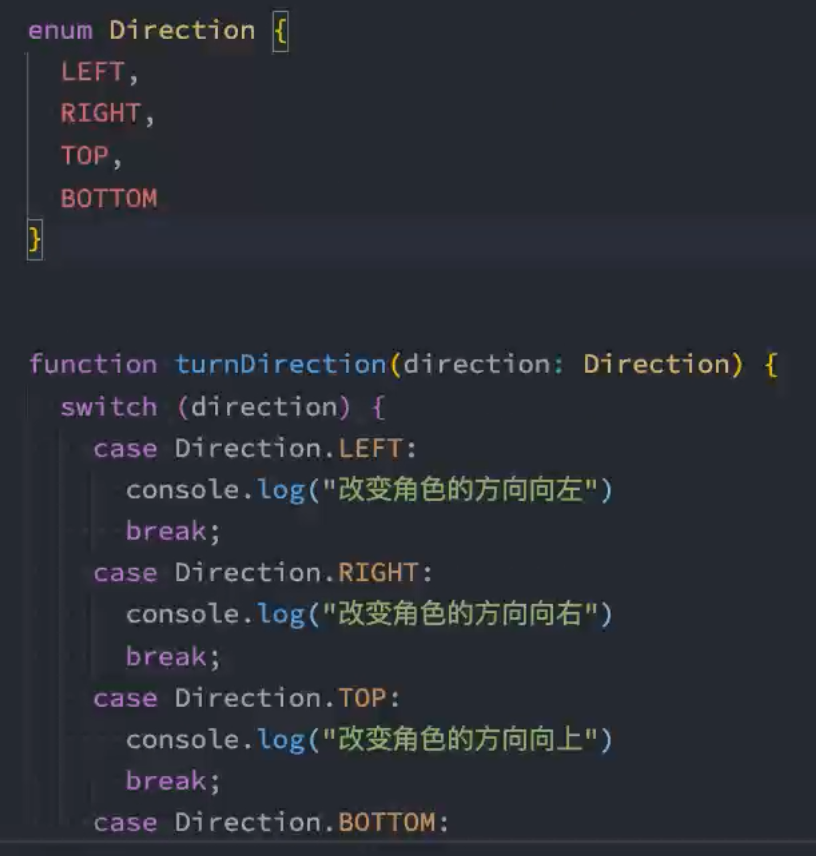 enum Direction {
  LEFT,
  RIGHT,
  TOP,
  BOTTOM
}
function turnDirection(direction: Direction) {
  switch (direction) {
    case Direction.LEFT:
      console.log("改变角色的方向向左")
      break;
    case Direction.RIGHT:
      console.log("改变角色的方向向右")
      break;
    case Direction.TOP:
      console.log("改变角色的方向向上")
      break;
    case Direction.BOTTOM: